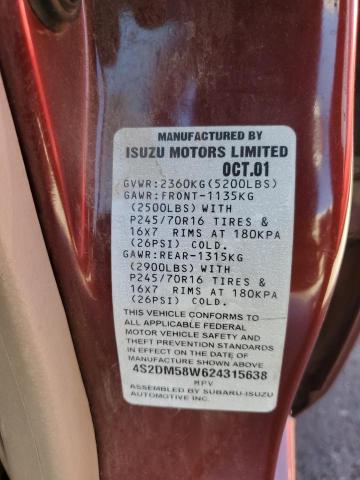 MANUFACTURED BY
ISUZU MOTORS LIMITED
OCT.01
GVWR:2360KG(5200LBS)
GAWR:FRONT-1135KG
(2500LBS) WITH
P245/70R16 TIRES &
16x7 RIMS AT 180KPA
(26PSI) COLD.
GAWR:REAR-1315KG
(2900LBS) WITH
P245/70R16 TIRES &
16x7 RIMS AT 180KPA
(26PSI) COLD.
THIS VEHICLE CONFORMS TO
ALL APPLICABLE FEDERAL
MOTOR VEHICLE SAFETY AND
THEFT PREVENTION STANDARDS
IN EFFECT ON THE DATE OF
MANUFACTURE SHOWN ABOVE
4S2DM58W624315638
MPV
ASSEMBLED BY SUBARU-ISUZU
AUTOMOTIVE INC.